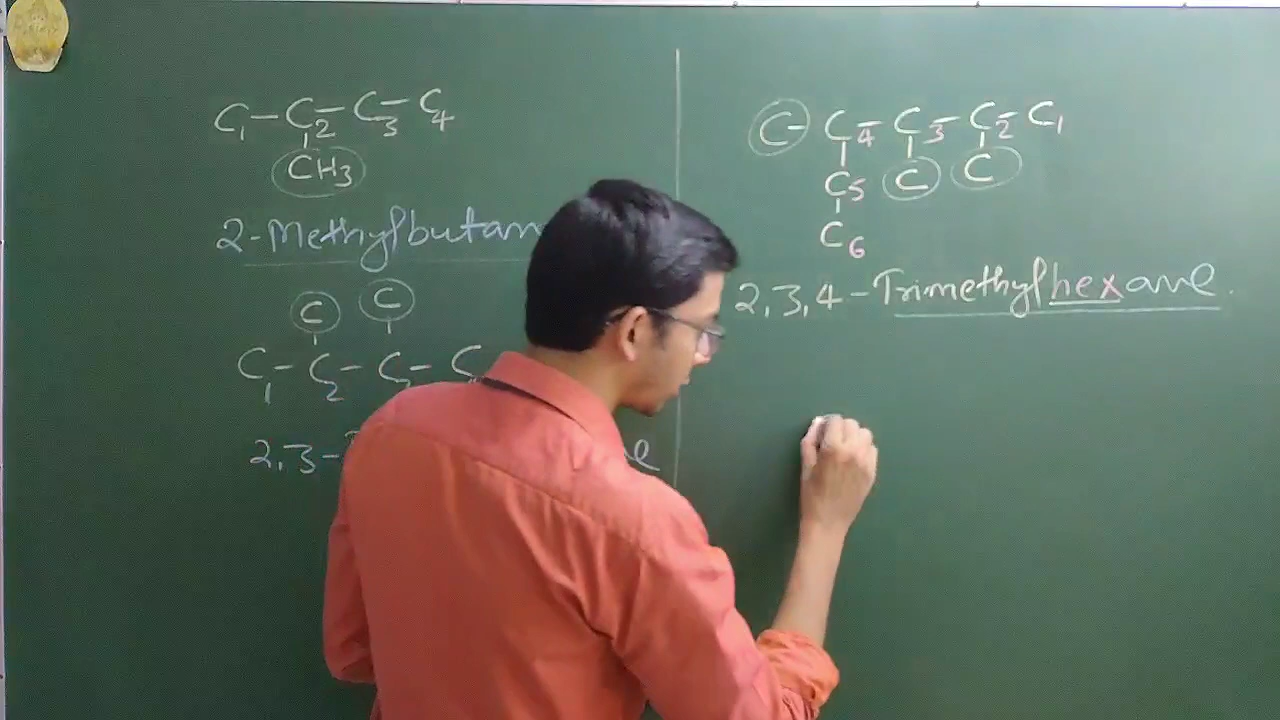 C1 - C2 - C3 - C4
CH3
2-Methylbutan
C C
C1 - C2 - C3 - C
2,3-
C - C4 - C3 - C2 - C1
C5 C C
C6
2,3,4-Trimethylhexane.